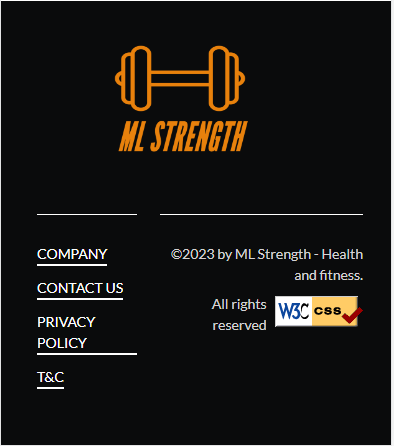 ML STRENGTH
COMPANY
CONTACT US
PRIVACY
POLICY
T&C
©2023 by ML Strength - Health
and fitness.
All rights
reserved
W3C css